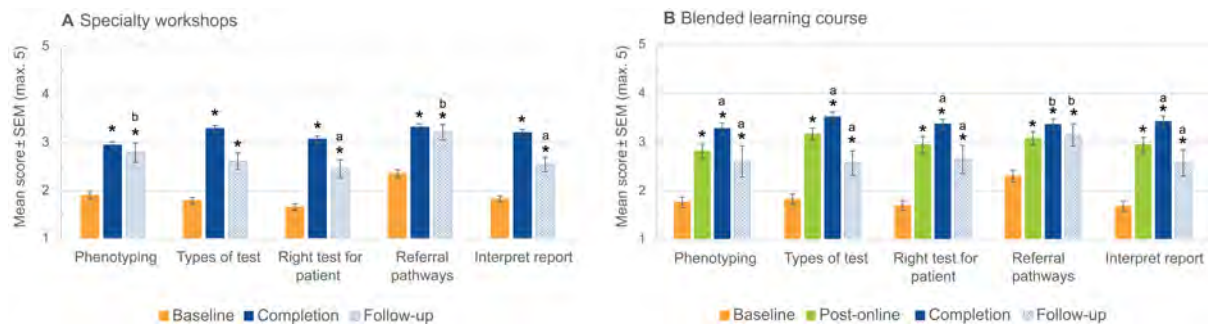 A Specialty workshops
Mean score ± SEM (max. 5)
5
4
3
2
1
* * b
* *
* a *
* b *
* a *
Phenotyping
Types of test
Right test for
patient
Referral
pathways
Interpret report
Baseline
Completion
Follow-up
B Blended learning course
Mean score ± SEM (max. 5)
5
4
3
2
1
* a * a *
* a * a *
* a * a *
* b * b *
* a * a *
Phenotyping
Types of test
Right test for
patient
Referral
pathways
Interpret report
Baseline
Post-online
Completion
Follow-up